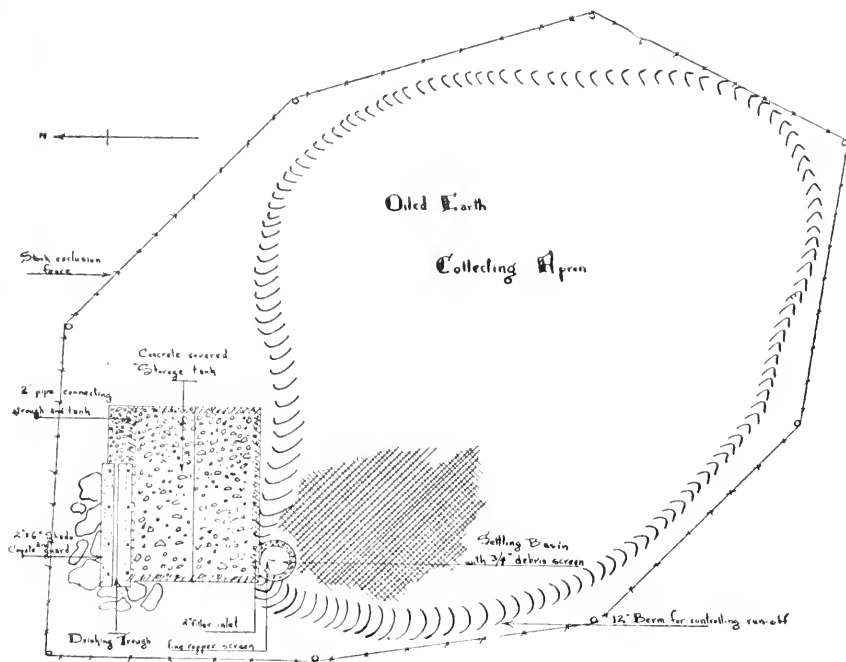 N
Oiled Earth
Collecting Apron
Stock exclusion
fence
Concrete covered
Storage tank
2" pipe connecting
trough and tank
2"x6" Shade
and
Coyote guard
Settling Basin
with 3/4" debris screen
2" filler inlet
12" Berm for controlling run-off
Drinking Trough
fine copper screen